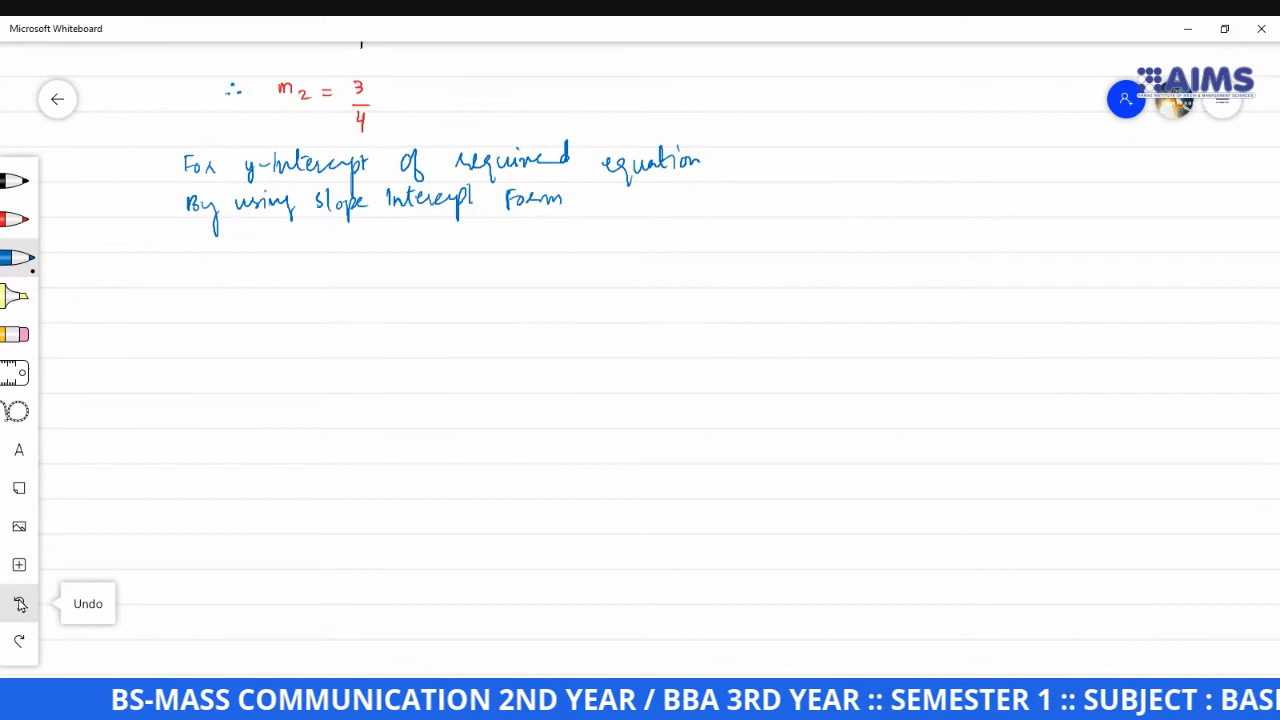 Microsoft Whiteboard
AIMS
∴ m₂ = 3/4
For y-Intercept of required equation
By using slope Intercept Form
A
Undo
BS-MASS COMMUNICATION 2ND YEAR / BBA 3RD YEAR :: SEMESTER 1 :: SUBJECT : BAS